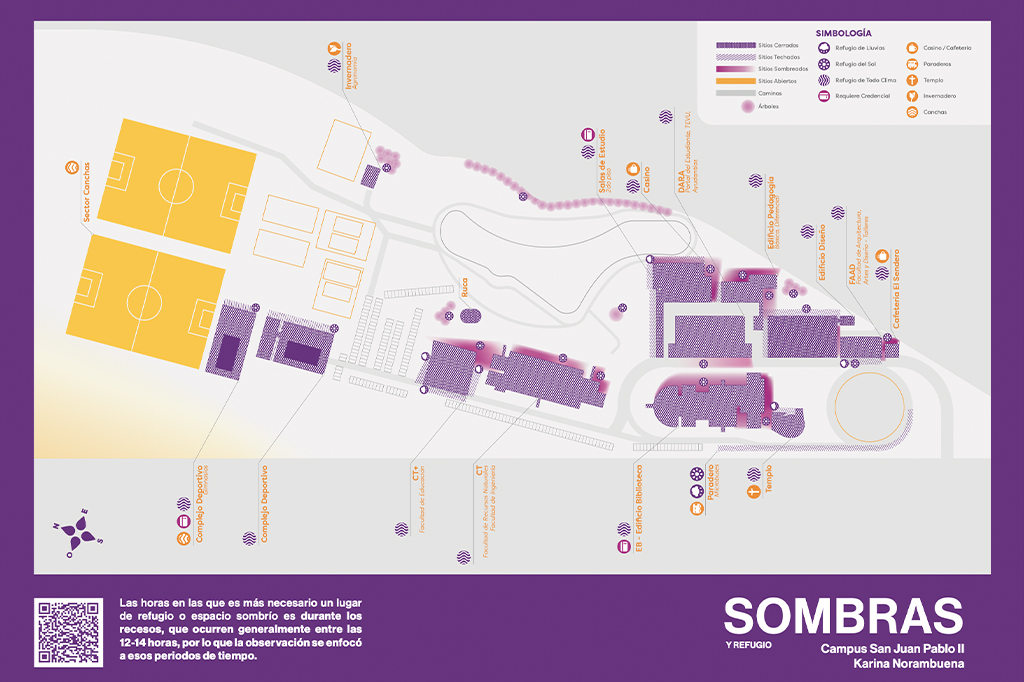 SIMBOLOGÍA
Sitios Cerrados
Sitios Techados
Sitios Sombreados
Sitios Abiertos
Caminos
Árboles
Refugio de Lluvias
Refugio del Sol
Refugio de Todo Clima
Requiere Credencial
Casino / Cafetería
Paraderos
Templo
Invernadero
Canchas
Sector Canchas
Invernadero
Agronomía
Ruca
Salas de Estudio
2do piso
Casino
DARA
Portal del Estudiante, TEVU,
Ayudantías
Edificio Pedagogía
Edificio Diseño
FAAD
Facultad de Arquitectura,
Artes y Diseño - Talleres
Cafetería El Sendero
Complejo Deportivo
Gimnasio
Complejo Deportivo
CT+
Facultad de Educación
CT
Facultad de Recursos Naturales
Facultad de Ingeniería
EB - Edificio Biblioteca
Paradero
Microbuses
Templo
N
E
S
O
Las horas en las que es más necesario un lugar
de refugio o espacio sombrío es durante los
recesos, que ocurren generalmente entre las
12-14 horas, por lo que la observación se enfocó
a esos periodos de tiempo.
SOMBRAS
Y REFUGIO
Campus San Juan Pablo II
Karina Norambuena